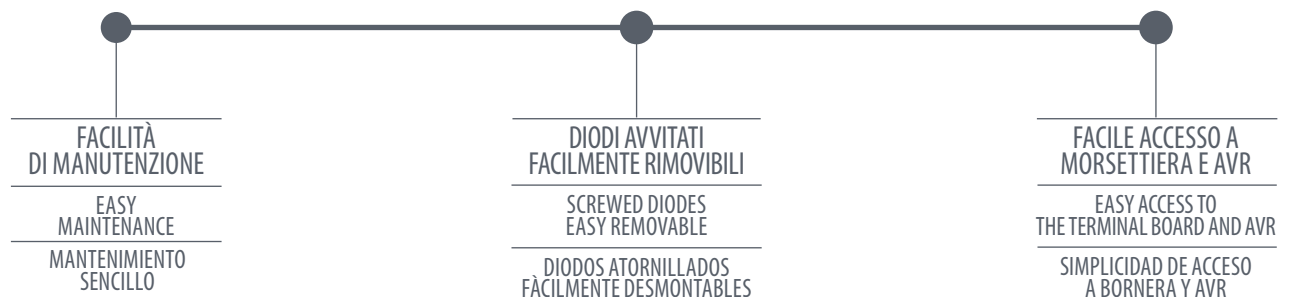 FACILITÀ
DI MANUTENZIONE
EASY
MAINTENANCE
MANTENIMIENTO
SENCILLO
DIODI AVVITATI
FACILMENTE RIMOVIBILI
SCREWED DIODES
EASY REMOVABLE
DIODOS ATORNILLADOS
FÀCILMENTE DESMONTABLES
FACILE ACCESSO A
MORSETTIERA E AVR
EASY ACCESS TO
THE TERMINAL BOARD AND AVR
SIMPLICIDAD DE ACCESO
A BORNERA Y AVR